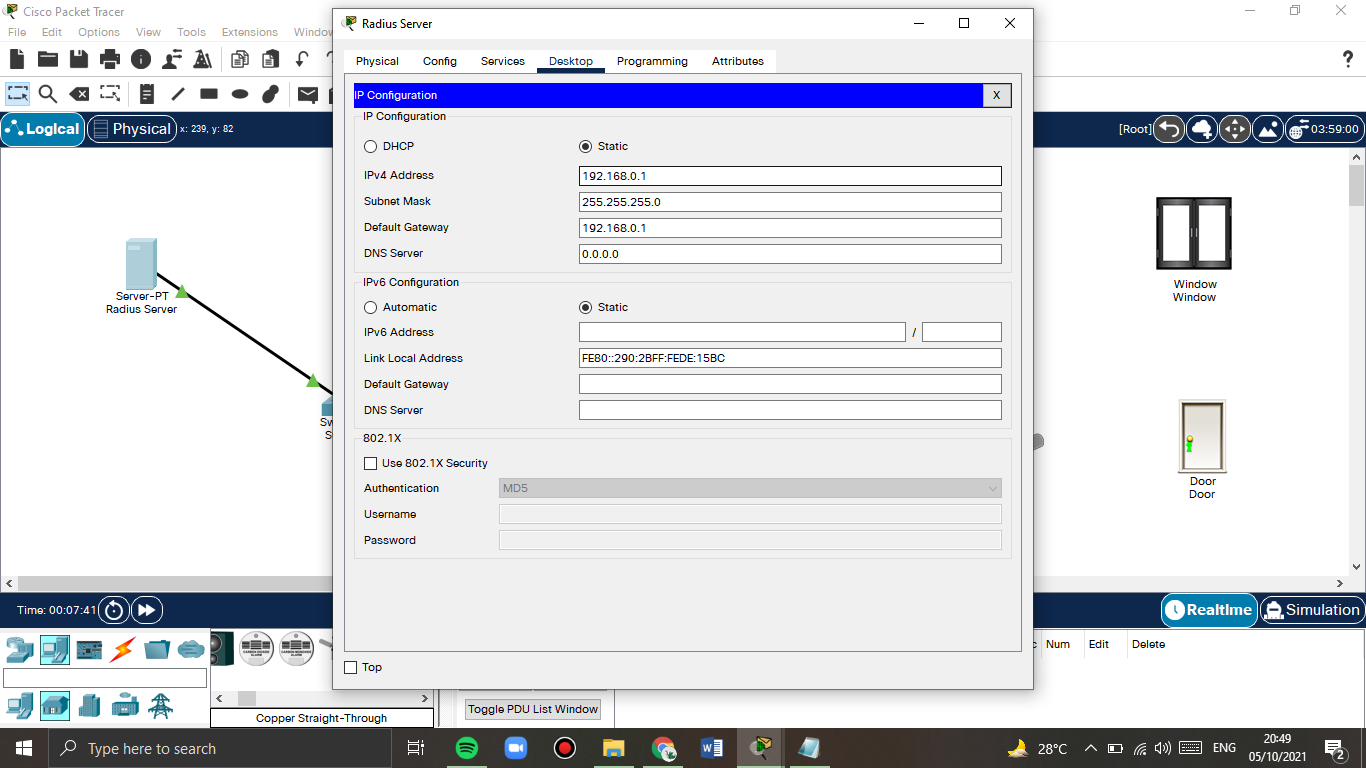 Cisco Packet Tracer
File Edit Options View Tools Extensions Window
?
Logical Physical x: 239, y: 82
[Root] 03:59:00
Server-PT
Radius Server
Sw
S
Window
Window
Door
Door
Radius Server
Physical Config Services Desktop Programming Attributes
IP Configuration X
IP Configuration
DHCP Static
IPv4 Address 192.168.0.1
Subnet Mask 255.255.255.0
Default Gateway 192.168.0.1
DNS Server 0.0.0.0
IPv6 Configuration
Automatic Static
IPv6 Address /
Link Local Address FE80::290:2BFF:FEDE:15BC
Default Gateway
DNS Server
802.1X
Use 802.1X Security
Authentication MD5
Username
Password
Top
Time: 00:07:41
Realtime Simulation
c Num Edit Delete
Toggle PDU List Window
Copper Straight-Through
Type here to search
28°C ENG 20:49
05/10/2021 2